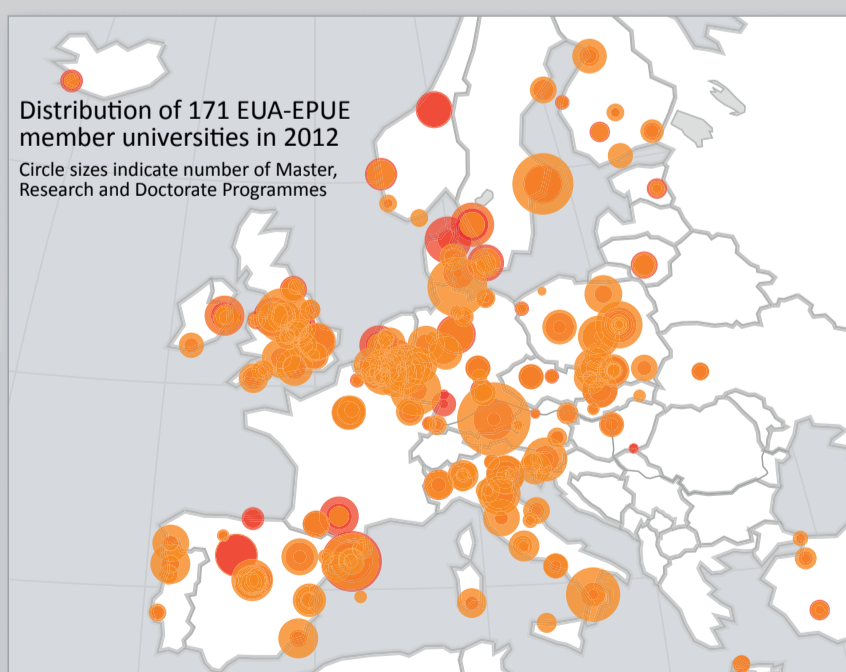 Distribution of 171 EUA-EPUE
member universities in 2012
Circle sizes indicate number of Master,
Research and Doctorate Programmes